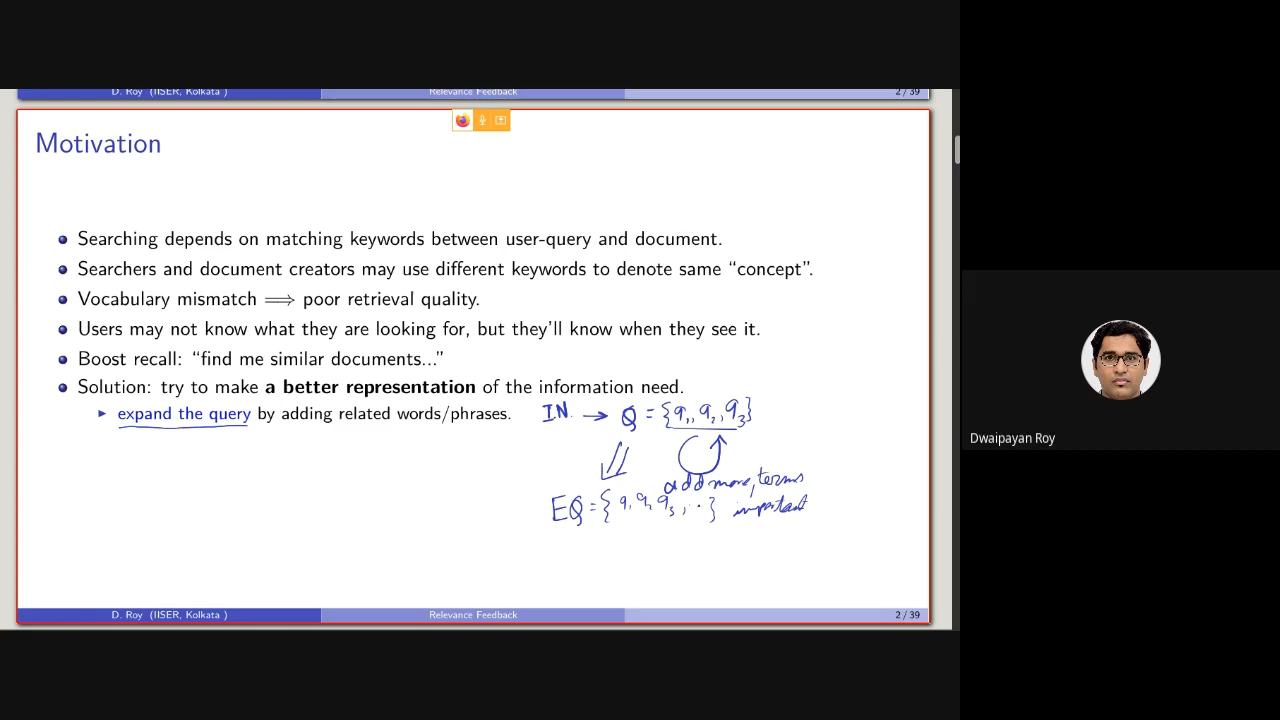 D. Roy (IISER, Kolkata ) Relevance Feedback 2 / 39
Motivation
Searching depends on matching keywords between user-query and document.
Searchers and document creators may use different keywords to denote same “concept”.
Vocabulary mismatch ⟹ poor retrieval quality.
Users may not know what they are looking for, but they’ll know when they see it.
Boost recall: “find me similar documents...”
Solution: try to make a better representation of the information need.
expand the query by adding related words/phrases.
IN. → Q = {q1, q2, q3}
add more, terms
important
EQ = {q1 q2 q3, ..}
D. Roy (IISER, Kolkata ) Relevance Feedback 2 / 39
Dwaipayan Roy